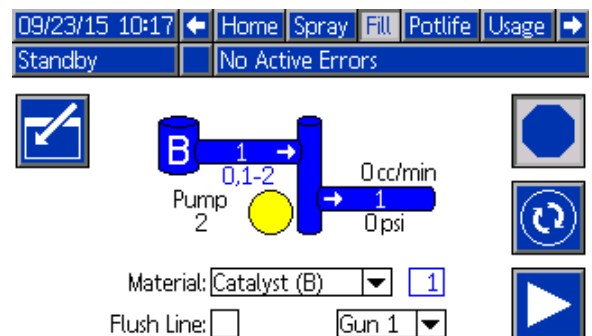 09/23/15 10:17 Home Spray Fill Potlife Usage
Standby No Active Errors
B 1
0,1-2
0 cc/min
Pump
2
1
0 psi
Material: Catalyst (B) 1
Flush Line: Gun 1